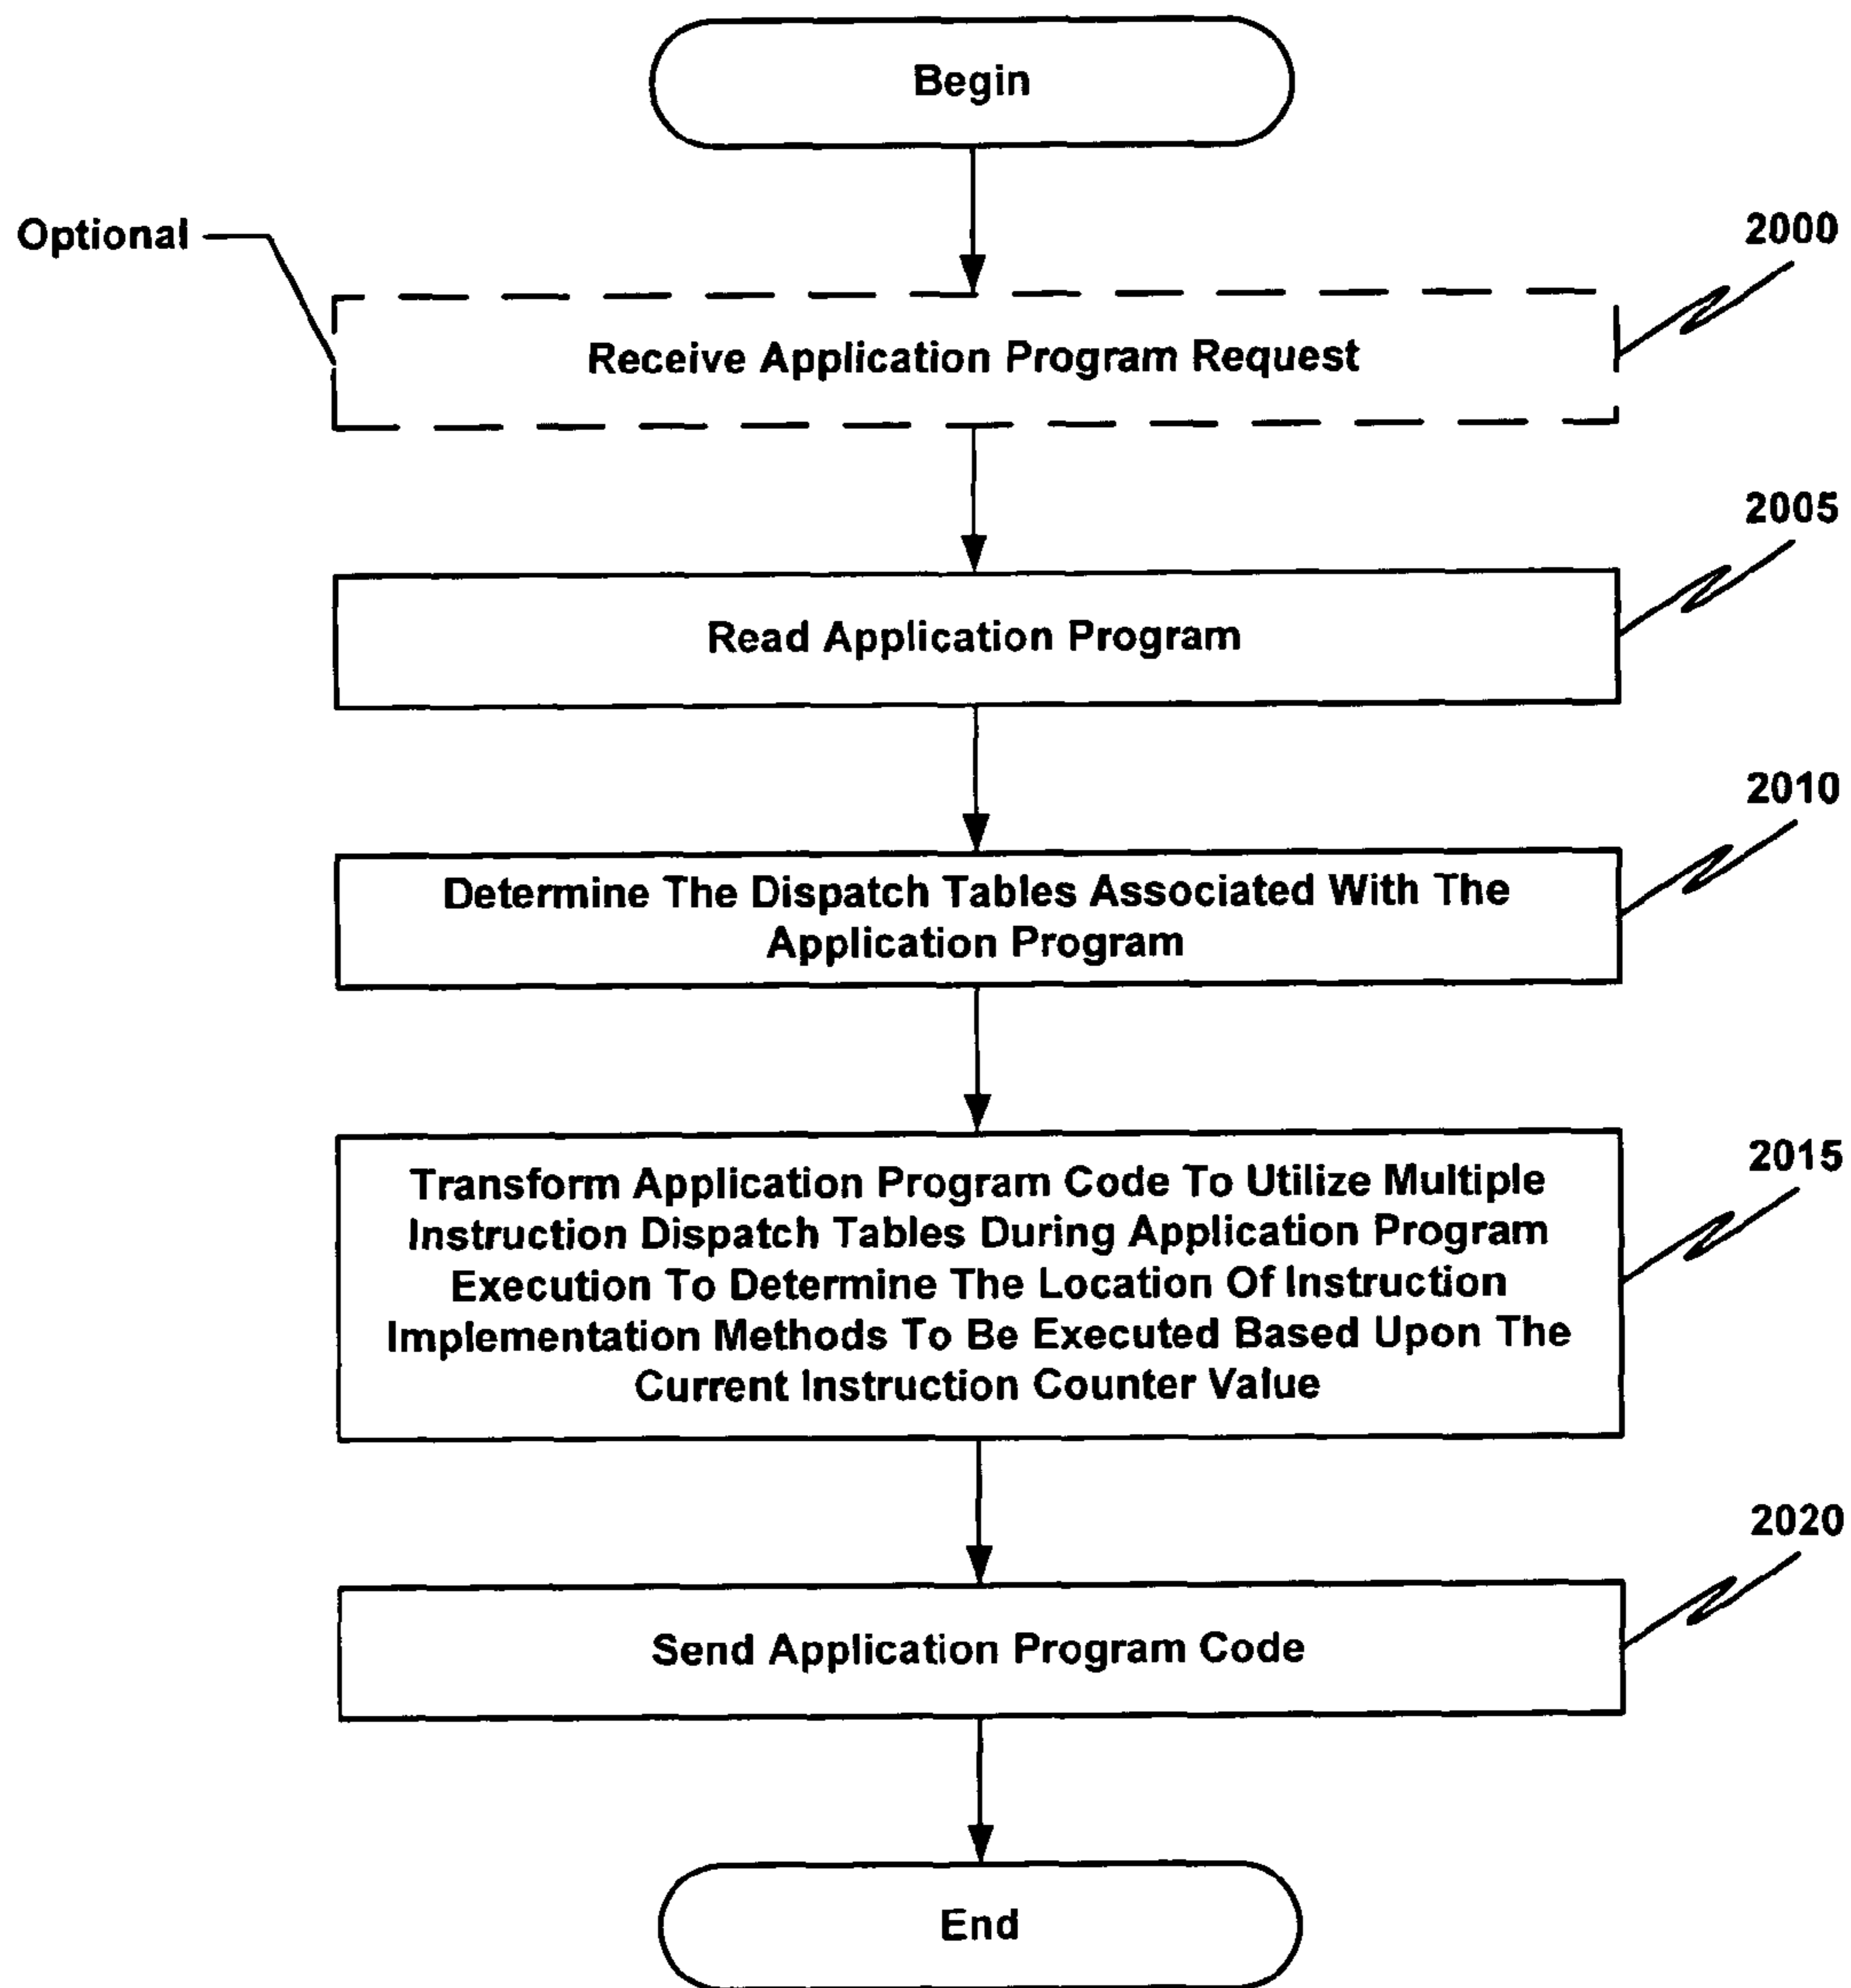 Begin
Optional
2000
Receive Application Program Request
2005
Read Application Program
2010
Determine The Dispatch Tables Associated With The
Application Program
2015
Transform Application Program Code To Utilize Multiple
Instruction Dispatch Tables During Application Program
Execution To Determine The Location Of Instruction
Implementation Methods To Be Executed Based Upon The
Current Instruction Counter Value
2020
Send Application Program Code
End